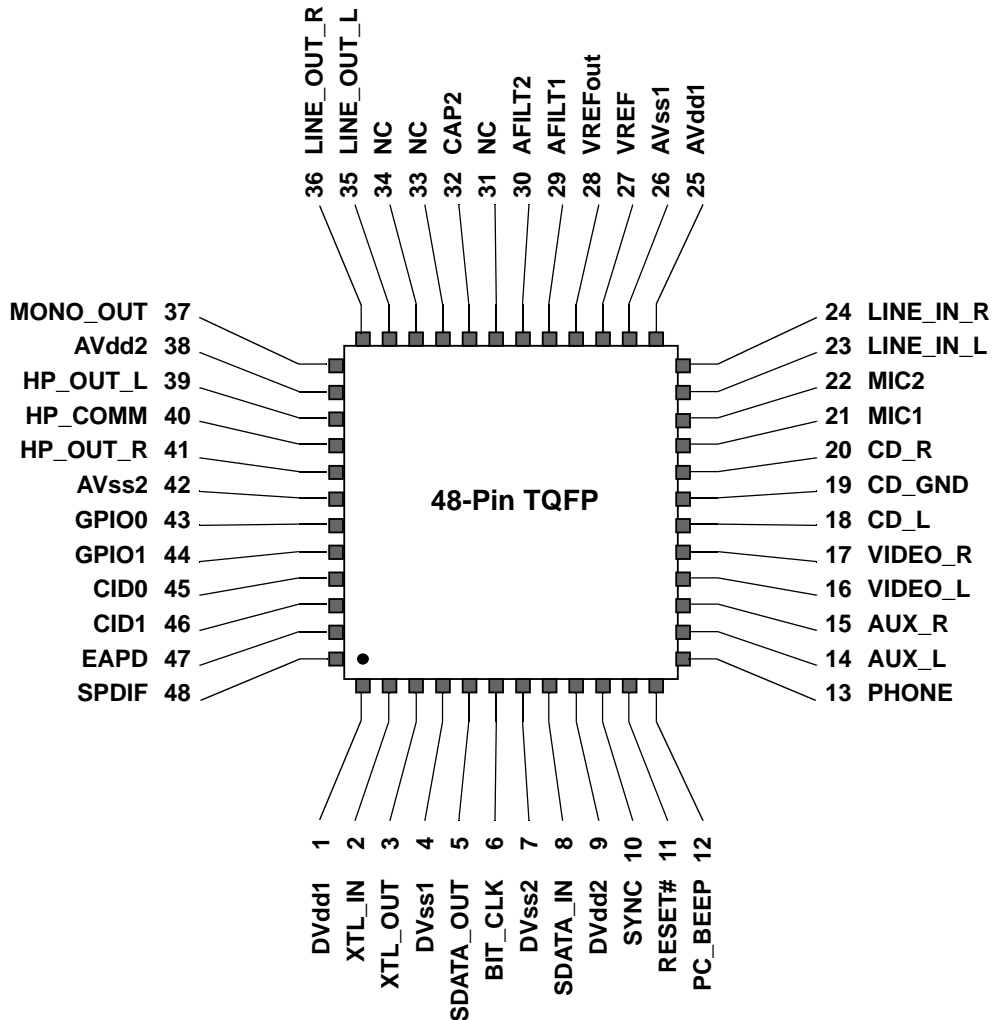 36 LINE_OUT_R
35 LINE_OUT_L
34 NC
33 NC
32 CAP2
31 NC
30 AFILT2
29 AFILT1
28 VREFout
27 VREF
26 AVss1
25 AVdd1
MONO_OUT 37
AVdd2 38
HP_OUT_L 39
HP_COMM 40
HP_OUT_R 41
AVss2 42
GPIO0 43
GPIO1 44
CID0 45
CID1 46
EAPD 47
SPDIF 48
48-Pin TQFP
24 LINE_IN_R
23 LINE_IN_L
22 MIC2
21 MIC1
20 CD_R
19 CD_GND
18 CD_L
17 VIDEO_R
16 VIDEO_L
15 AUX_R
14 AUX_L
13 PHONE
DVdd1 1
XTL_IN 2
XTL_OUT 3
DVss1 4
SDATA_OUT 5
BIT_CLK 6
DVss2 7
SDATA_IN 8
DVdd2 9
SYNC 10
RESET# 11
PC_BEEP 12